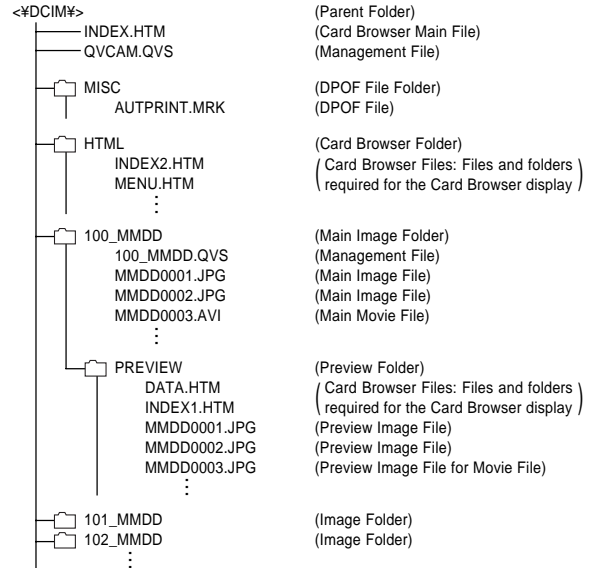 <¥DCIM¥> (Parent Folder)
INDEX.HTM (Card Browser Main File)
QVCAM.QVS (Management File)
MISC (DPOF File Folder)
AUTPRINT.MRK (DPOF File)
HTML (Card Browser Folder)
INDEX2.HTM (Card Browser Files: Files and folders
MENU.HTM required for the Card Browser display)
100_MMDD (Main Image Folder)
100_MMDD.QVS (Management File)
MMDD0001.JPG (Main Image File)
MMDD0002.JPG (Main Image File)
MMDD0003.AVI (Main Movie File)
PREVIEW (Preview Folder)
DATA.HTM (Card Browser Files: Files and folders
INDEX1.HTM required for the Card Browser display)
MMDD0001.JPG (Preview Image File)
MMDD0002.JPG (Preview Image File)
MMDD0003.JPG (Preview Image File for Movie File)
101_MMDD (Image Folder)
102_MMDD (Image Folder)